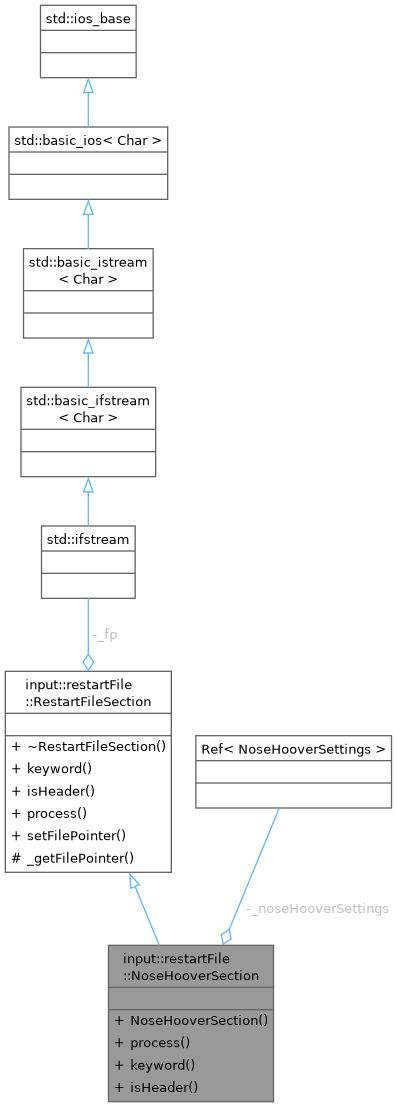 std::ios_base
std::basic_ios< Char >
std::basic_istream
< Char >
std::basic_ifstream
< Char >
std::ifstream
-_fp
input::restartFile
::RestartFileSection
+ ~RestartFileSection()
+ keyword()
+ isHeader()
+ process()
+ setFilePointer()
# _getFilePointer()
Ref< NoseHooverSettings >
-_noseHooverSettings
input::restartFile
::NoseHooverSection
+ NoseHooverSection()
+ process()
+ keyword()
+ isHeader()